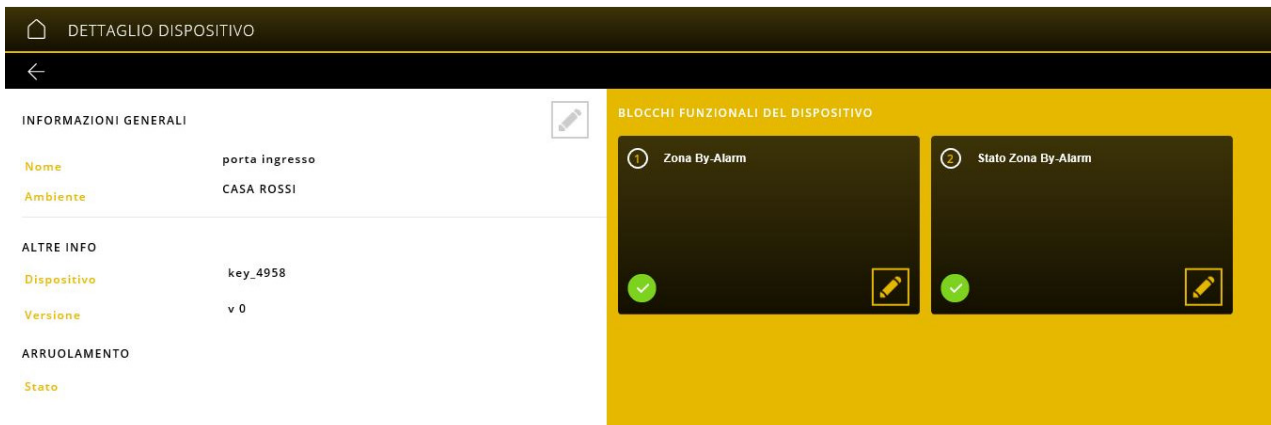 DETTAGLIO DISPOSITIVO
INFORMAZIONI GENERALI
Nome porta ingresso
Ambiente CASA ROSSI
ALTRE INFO
Dispositivo key_4958
Versione v 0
ARRUOLAMENTO
Stato
BLOCCHI FUNZIONALI DEL DISPOSITIVO
1 Zona By-Alarm
2 Stato Zona By-Alarm